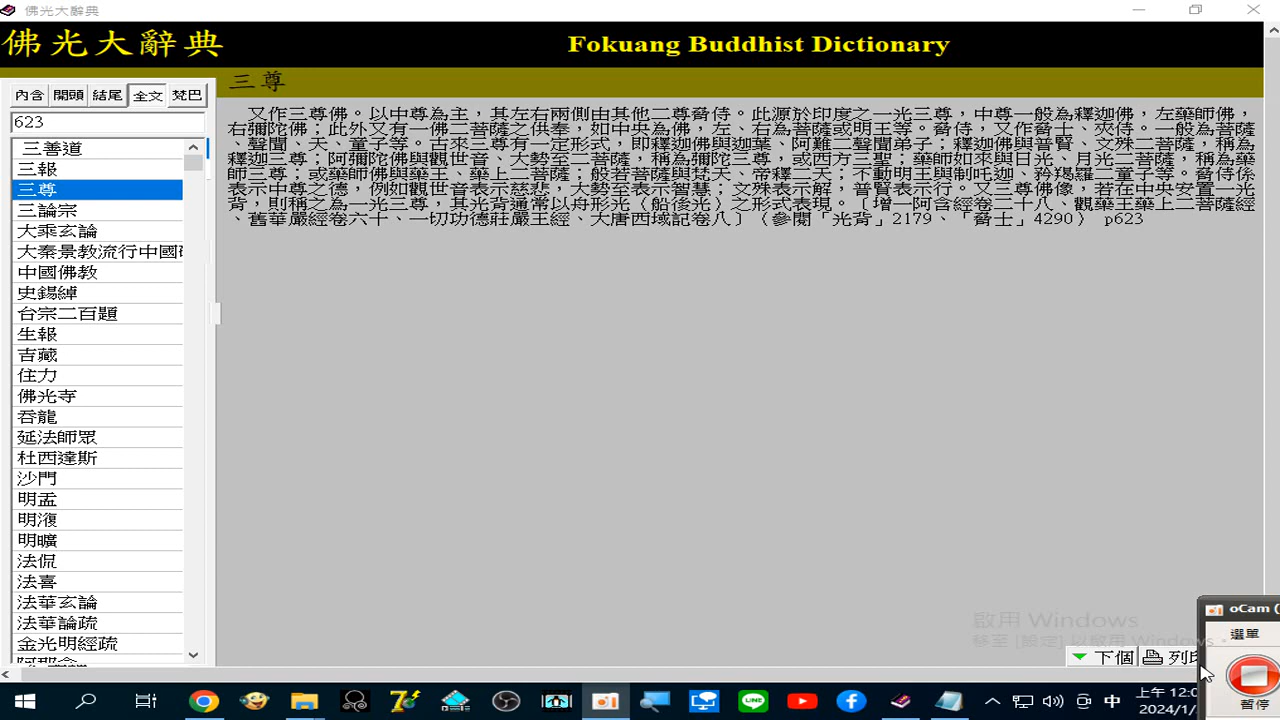 佛光大辭典
佛光大辭典
Fokuang Buddhist Dictionary
三尊
內含 開頭 結尾 全文 梵巴
623
三善道
三報
三尊
三論宗
大乘玄論
大秦景教流行中國
中國佛教
史錫綽
台宗二百題
生報
吉藏
住力
佛光寺
吞龍
延法師眾
杜西達斯
沙門
明孟
明澓
明曠
法侃
法喜
法華玄論
法華論疏
金光明經疏
又作三尊佛。以中尊為主，其左右兩側由其他二尊脅侍。此源於印度之一光三尊，中尊一般為釋迦佛，左藥師佛，
右彌陀佛；此外又有一佛二菩薩之供奉，如中央為佛，左、右為菩薩或明王等。脅侍，又作脅士、夾侍。一般為菩薩
、聲聞、天、童子等。古來三尊有一定形式，即釋迦佛與迦葉、阿難二聲聞弟子；釋迦佛與普賢、文殊二菩薩，稱為
釋迦三尊；阿彌陀佛與觀世音、大勢至二菩薩，稱為彌陀三尊，或西方三聖；藥師如來與日光、月光二菩薩，稱為藥
師三尊；或藥師佛與藥王、藥上二菩薩；般若菩薩與梵天、帝釋二天；不動明王與制吒迦、矜羯羅二童子等。脅侍係
表示中尊之德，例如觀世音表示慈悲，大勢至表示智慧；文殊表示解，普賢表示行。又三尊佛像，若在中央安置一光
背，則稱之為一光三尊，其光背通常以舟形光（船後光）之形式表現。〔增一阿含經卷二十八、觀藥王藥上二菩薩經
、舊華嚴經卷六十、一切功德莊嚴王經、大唐西域記卷八〕（參閱「光背」2179、「脅士」4290） p623
啟用 Windows
移至 [設定] 以啟用 Windows。
下個 列印
oCam (
選單
暫停
中
上午 12:0
2024/1/